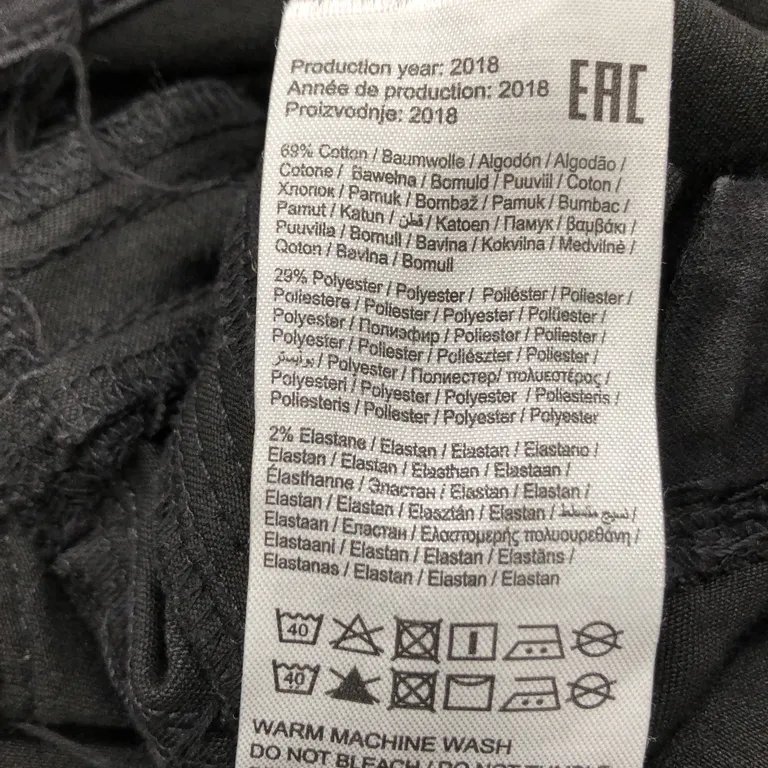 Production year: 2018
Année de production: 2018
Proizvodnje: 2018
EAC
69% Cotton / Baumwolle / Algodón / Algodão /
Cotone / Bawełna / Bomuld / Puuvill / Coton /
Хлопок / Pamuk / Bombaž / Pamuk / Bumbac /
Pamut / Katun / قطن / Katoen / Памук / βαμβάκι /
Puuvilla / Bomull / Bavlna / Kokvilna / Medvilnė /
Qoton / Bavlna / Bomull
29% Polyester / Polyester / Poliéster / Poliester /
Poliestere / Poliester / Polyester / Polüester /
Polyester / Полиэфир / Poliester / Poliester /
Polyester / Poliester / Poliészter / Poliester /
بوليستر / Polyester / Полиестер/ πολυεστέρας /
Polyesteri / Polyester / Polyester / Poliesteris /
Poliesteris / Poliester / Polyester / Polyester
2% Elastane / Elastan / Elastan / Elastano /
Elastan / Elastan / Elasthan / Elastaan /
Élasthanne / Эластан / Elastan / Elastan /
Elastan / Elastan / Elasztán / Elastan / نسيج متمطط /
Elastaan / Еластан / Ελαστομερής πολυουρεθάνη /
Elastaani / Elastan / Elastan / Elastāns /
Elastanas / Elastan / Elastan / Elastan
40
40
WARM MACHINE WASH
DO NOT BLEACH / DO NOT TUMBLE